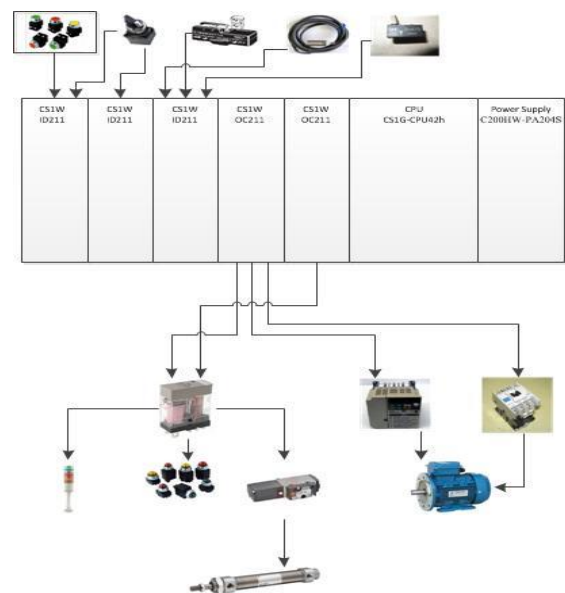 CS1W
ID211
CS1W
ID211
CS1W
ID211
CS1W
OC211
CS1W
OC211
CPU
CS1G-CPU42h
Power Supply
C200HW-PA204S